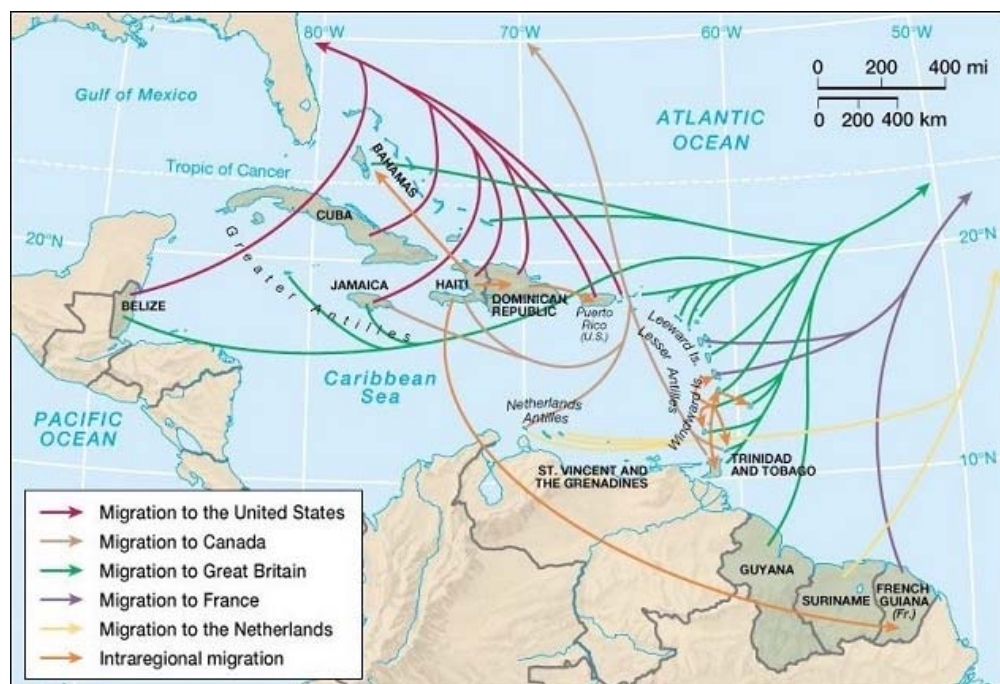 80°W
70°W
60°W
50°W
0 200 400 mi
0 200 400 km
Gulf of Mexico
ATLANTIC
OCEAN
BAHAMAS
Tropic of Cancer
CUBA
20°N
20°N
Greater Antilles
JAMAICA
HAITI
DOMINICAN
REPUBLIC
Puerto
Rico
(U.S.)
BELIZE
Leeward Is.
Lesser
Antilles
Windward Is.
Caribbean
Sea
Netherlands
Antilles
PACIFIC
OCEAN
ST. VINCENT AND
THE GRENADINES
TRINIDAD
AND TOBAGO
10°N
GUYANA
SURINAME
FRENCH
GUIANA
(Fr.)
Migration to the United States
Migration to Canada
Migration to Great Britain
Migration to France
Migration to the Netherlands
Intraregional migration